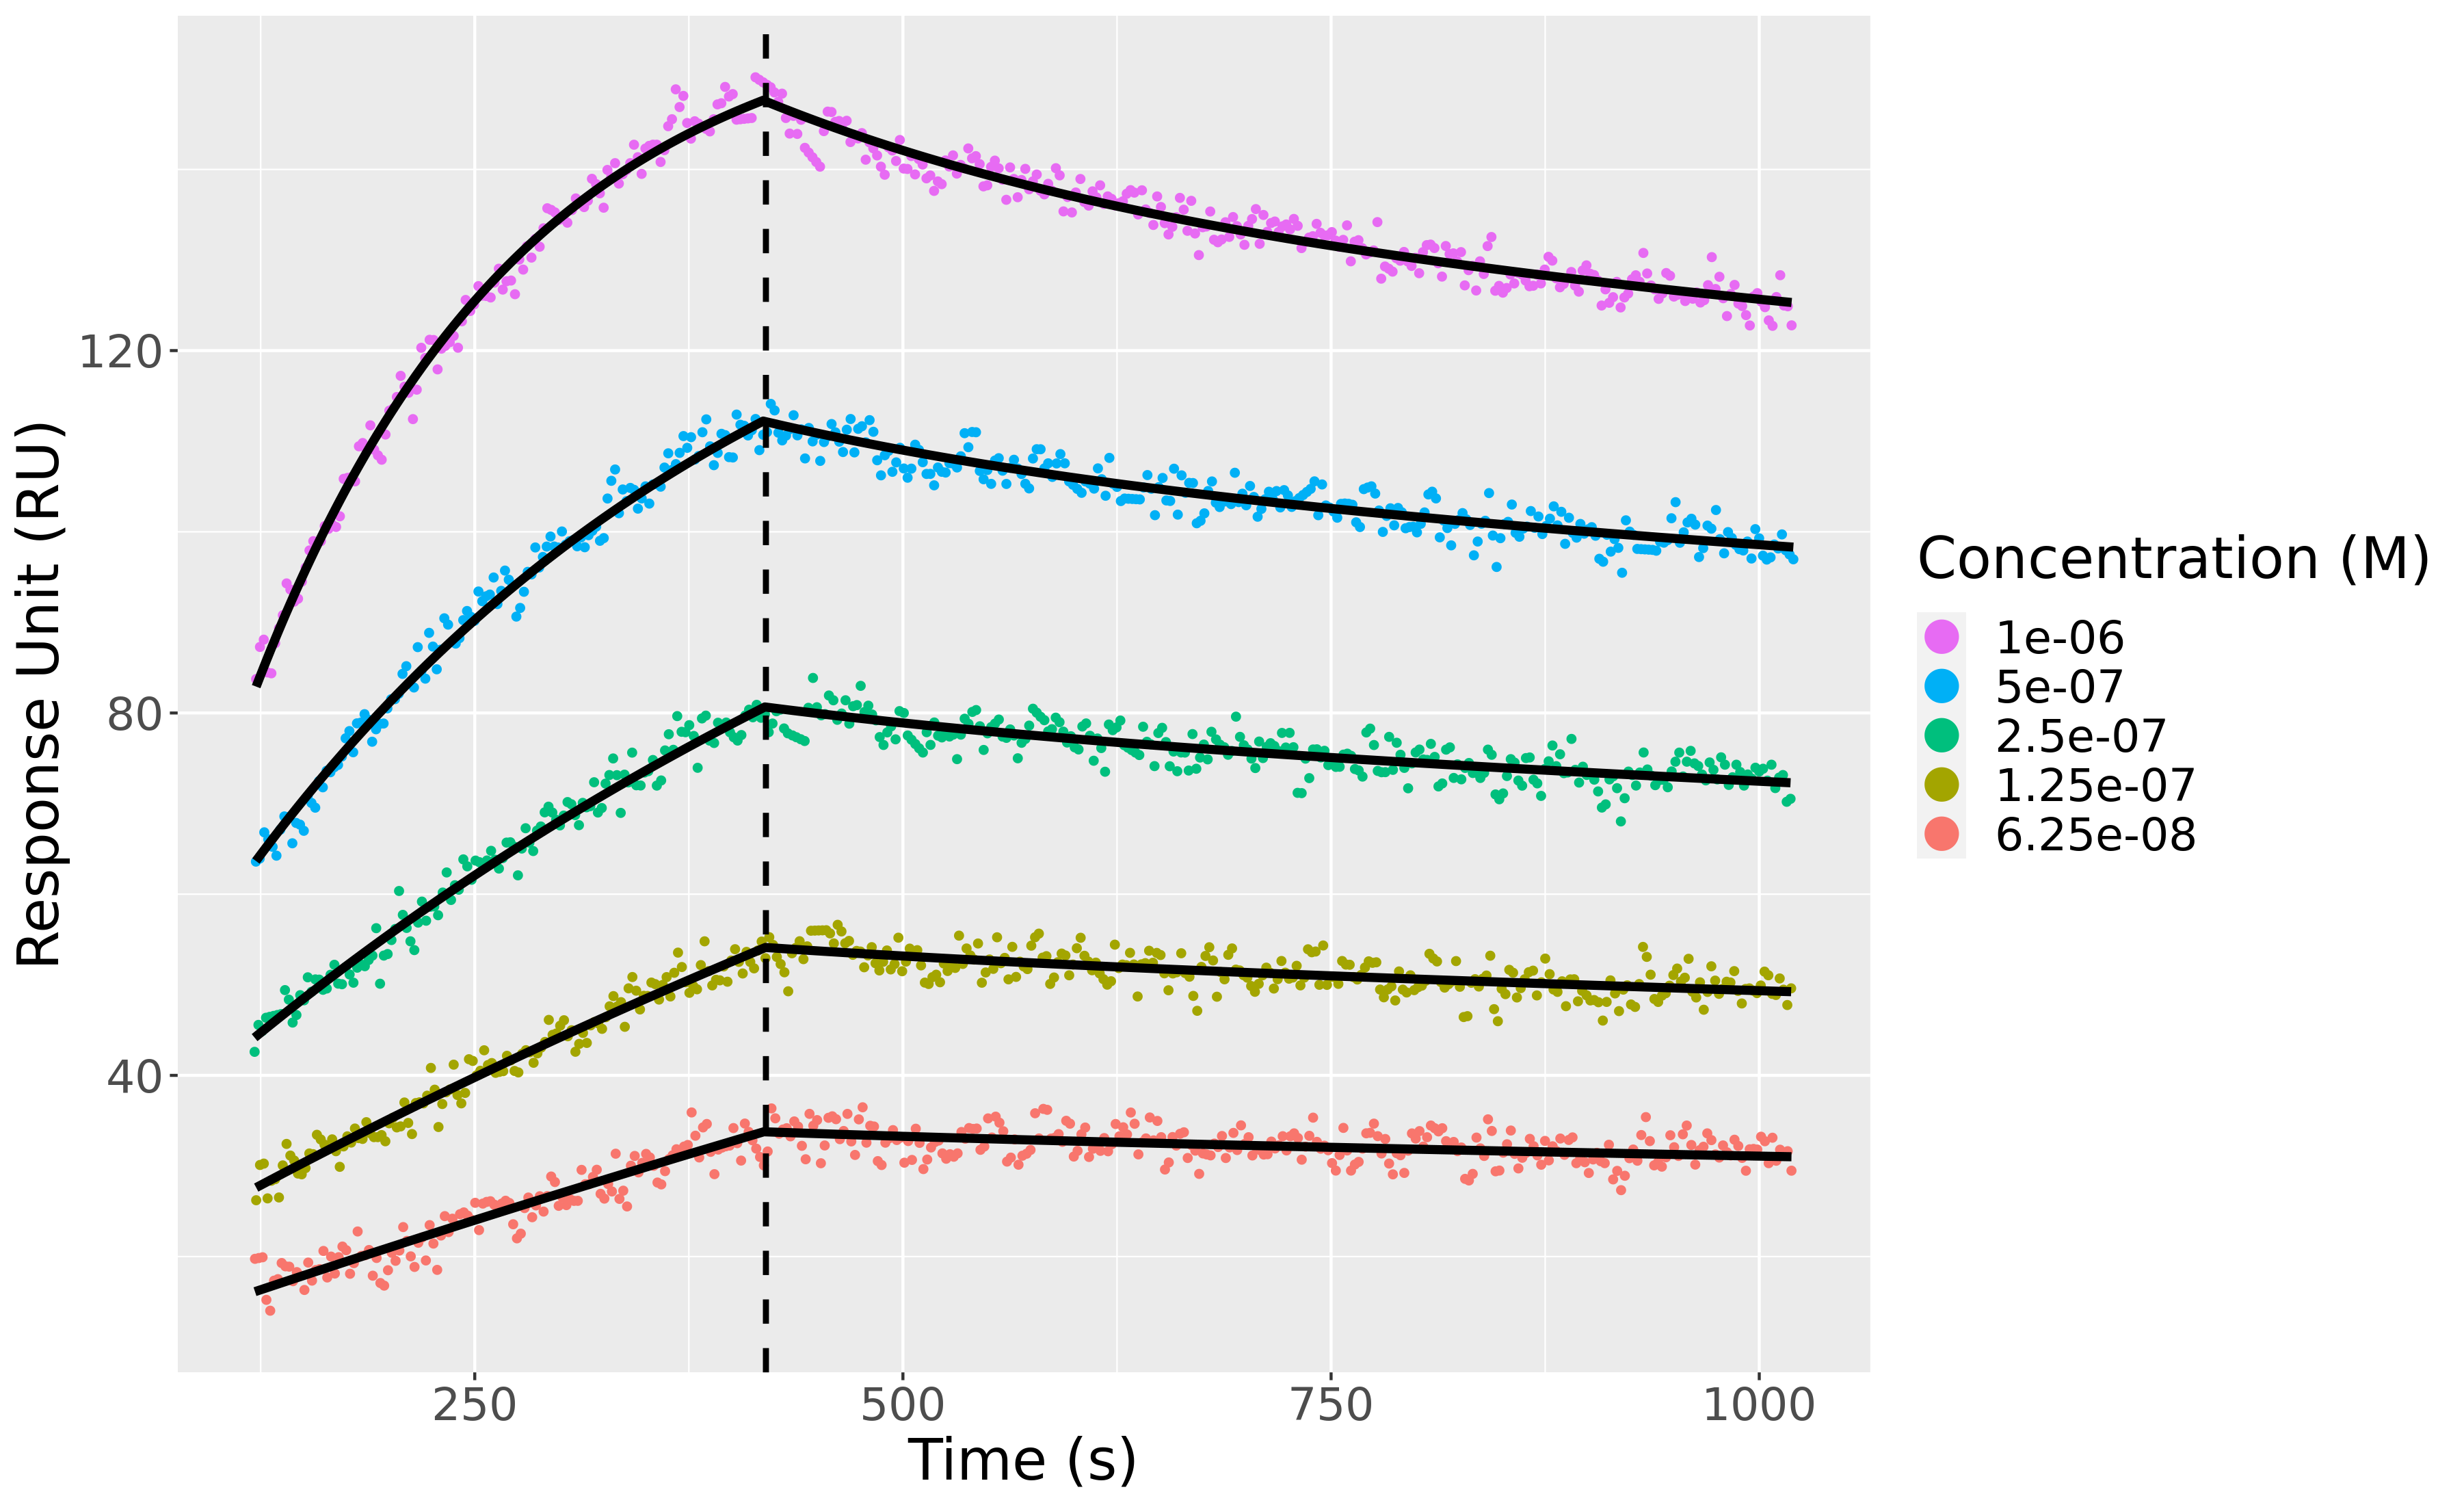 Response Unit (RU)
120
80
40
250 500 750 1000
Time (s)
Concentration (M)
1e-06
5e-07
2.5e-07
1.25e-07
6.25e-08